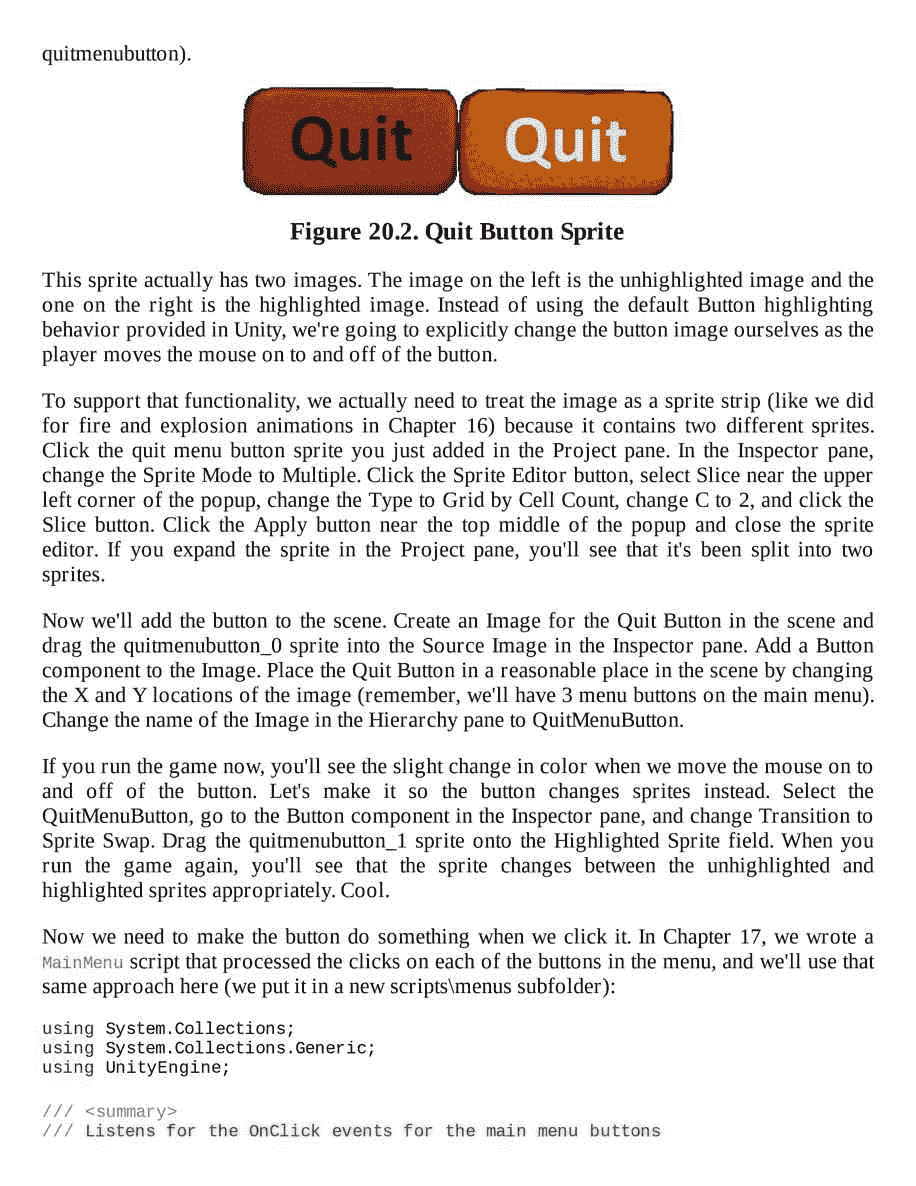 quitmenubutton).
Quit Quit
Figure 20.2. Quit Button Sprite
This sprite actually has two images. The image on the left is the unhighlighted image and the
one on the right is the highlighted image. Instead of using the default Button highlighting
behavior provided in Unity, we're going to explicitly change the button image ourselves as the
player moves the mouse on to and off of the button.
To support that functionality, we actually need to treat the image as a sprite strip (like we did
for fire and explosion animations in Chapter 16) because it contains two different sprites.
Click the quit menu button sprite you just added in the Project pane. In the Inspector pane,
change the Sprite Mode to Multiple. Click the Sprite Editor button, select Slice near the upper
left corner of the popup, change the Type to Grid by Cell Count, change C to 2, and click the
Slice button. Click the Apply button near the top middle of the popup and close the sprite
editor. If you expand the sprite in the Project pane, you'll see that it's been split into two
sprites.
Now we'll add the button to the scene. Create an Image for the Quit Button in the scene and
drag the quitmenubutton_0 sprite into the Source Image in the Inspector pane. Add a Button
component to the Image. Place the Quit Button in a reasonable place in the scene by changing
the X and Y locations of the image (remember, we'll have 3 menu buttons on the main menu).
Change the name of the Image in the Hierarchy pane to QuitMenuButton.
If you run the game now, you'll see the slight change in color when we move the mouse on to
and off of the button. Let's make it so the button changes sprites instead. Select the
QuitMenuButton, go to the Button component in the Inspector pane, and change Transition to
Sprite Swap. Drag the quitmenubutton_1 sprite onto the Highlighted Sprite field. When you
run the game again, you'll see that the sprite changes between the unhighlighted and
highlighted sprites appropriately. Cool.
Now we need to make the button do something when we click it. In Chapter 17, we wrote a
MainMenu script that processed the clicks on each of the buttons in the menu, and we'll use that
same approach here (we put it in a new scripts\menus subfolder):
using System.Collections;
using System.Collections.Generic;
using UnityEngine;
/// <summary>
/// Listens for the OnClick events for the main menu buttons